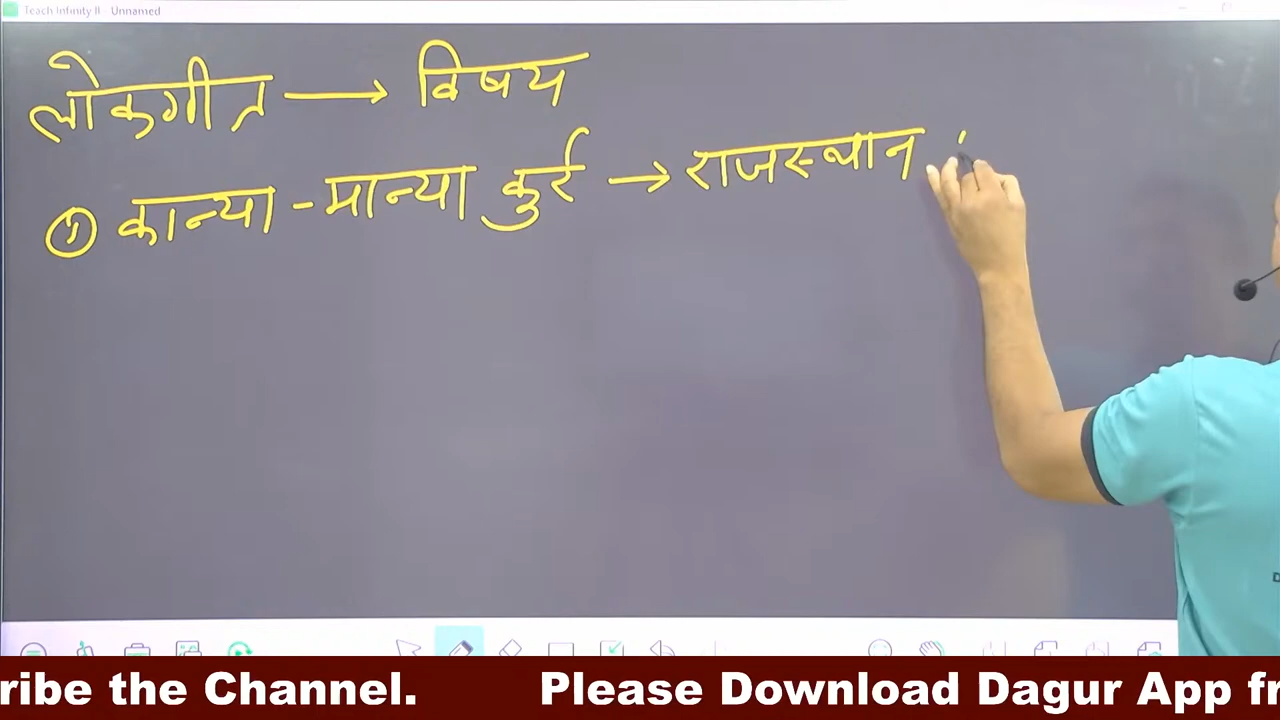 Teach Infinity II - Unnamed
लोकगीत → विषय
① कान्या - मान्या कुर्र → राजस्थान
ribe the Channel. Please Download Dagur App fr